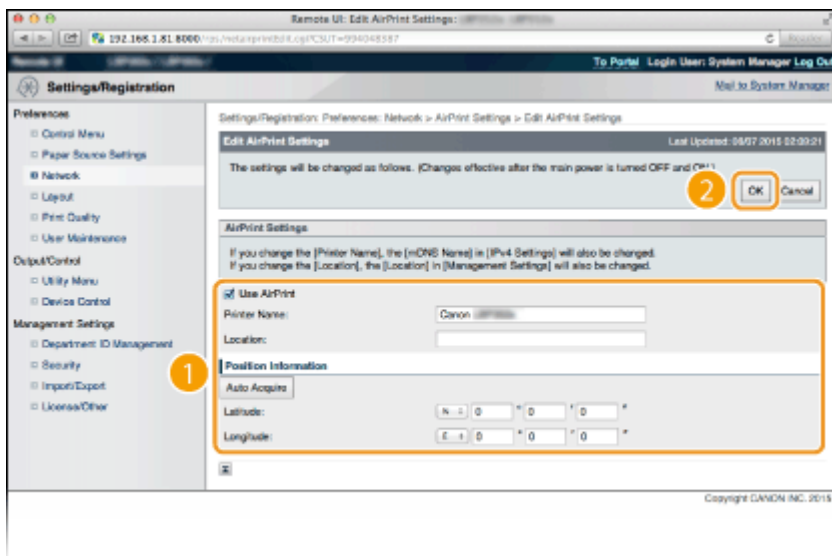 Remote UI: Edit AirPrint Settings:
192.168.1.81:8000
Reader
To Portal Login User: System Manager Log Out
Settings/Registration
Mail to System Manager
Preferences
Control Menu
Paper Source Settings
Network
Layout
Print Quality
User Maintenance
Output/Control
Utility Menu
Device Control
Management Settings
Department ID Management
Security
Import/Export
License/Other
Settings/Registration: Preferences: Network > AirPrint Settings > Edit AirPrint Settings
Edit AirPrint Settings
Last Updated: 08/07 2015 02:00:21
The settings will be changed as follows. (Changes effective after the main power is turned OFF and ON.)
2
OK Cancel
AirPrint Settings
If you change the [Printer Name], the [mDNS Name] in [IPv4 Settings] will also be changed.
If you change the [Location], the [Location] in [Management Settings] will also be changed.
1
Use AirPrint
Printer Name: Canon
Location:
Position Information
Auto Acquire
Latitude: N 0 ° 0 ' 0 "
Longitude: E 0 ° 0 ' 0 "
Copyright CANON INC. 2015